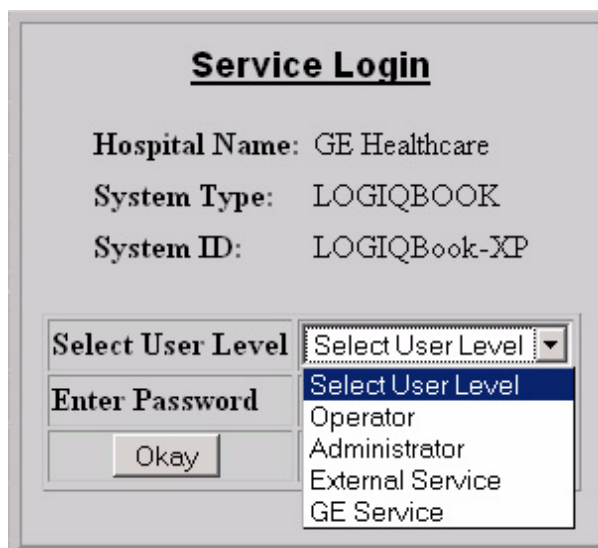 Service Login
Hospital Name: GE Healthcare
System Type: LOGIQBOOK
System ID: LOGIQBook-XP
Select User Level Select User Level
Select User Level
Enter Password
Operator
Administrator
Okay
External Service
GE Service